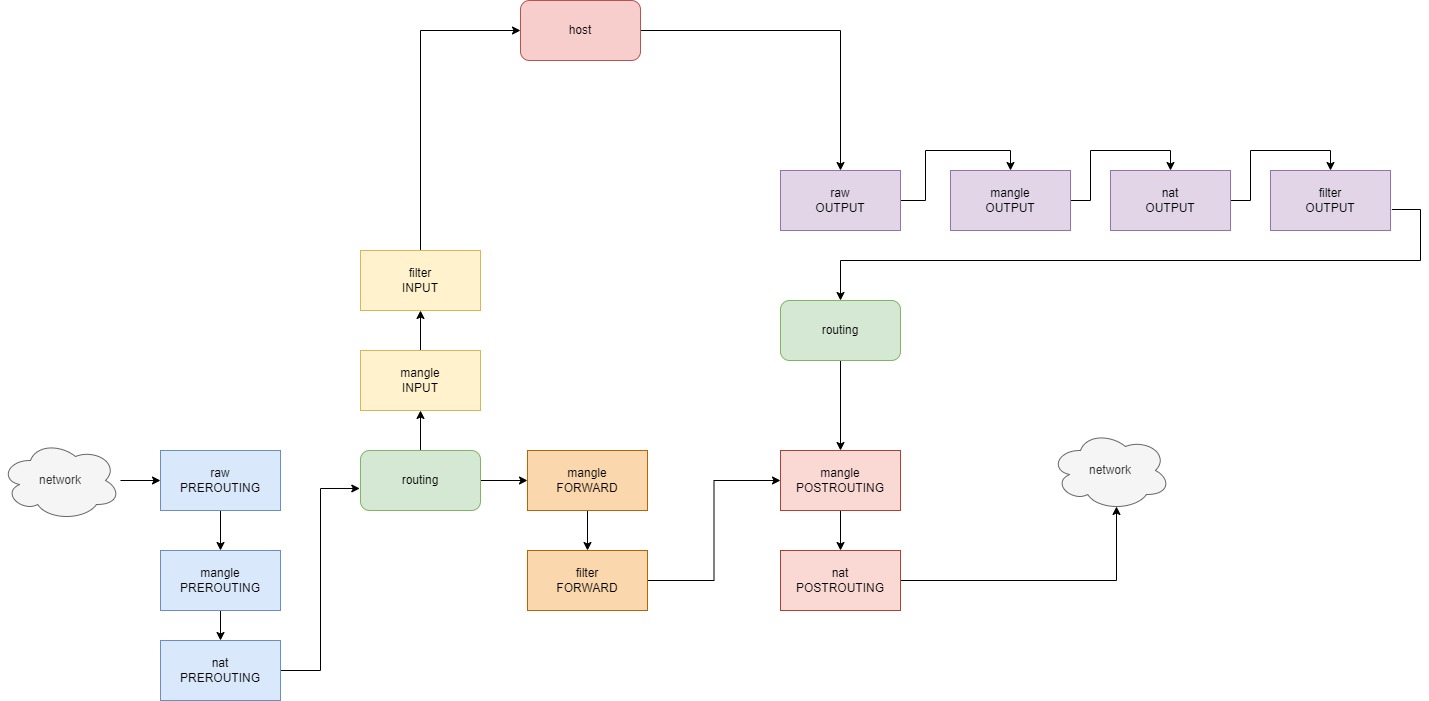 host
raw
OUTPUT
mangle
OUTPUT
nat
OUTPUT
filter
OUTPUT
filter
INPUT
routing
mangle
INPUT
network
raw
PREROUTING
routing
mangle
FORWARD
mangle
POSTROUTING
network
mangle
PREROUTING
filter
FORWARD
nat
POSTROUTING
nat
PREROUTING